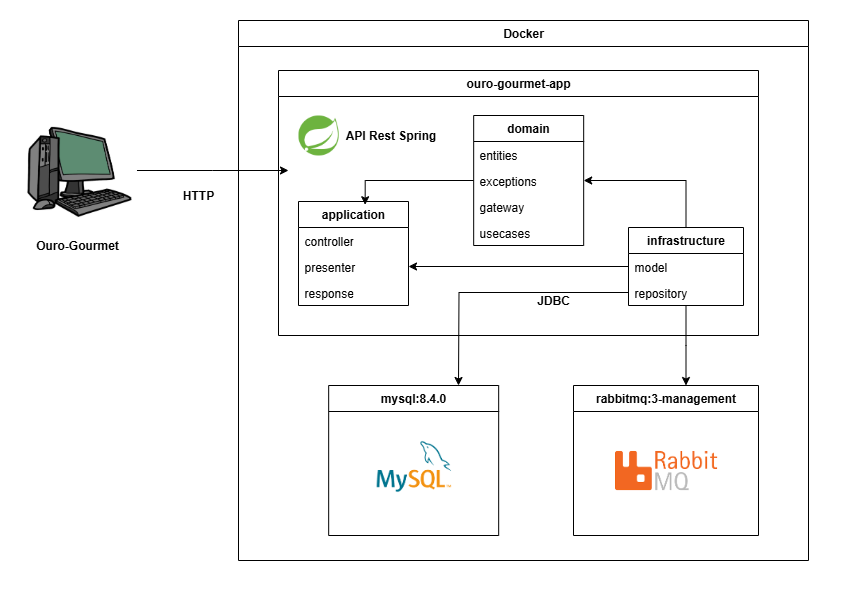 Docker
ouro-gourmet-app
API Rest Spring
domain
entities
exceptions
gateway
usecases
HTTP
Ouro-Gourmet
application
controller
presenter
response
infrastructure
model
repository
JDBC
mysql:8.4.0
MySQL
rabbitmq:3-management
Rabbit
MQ